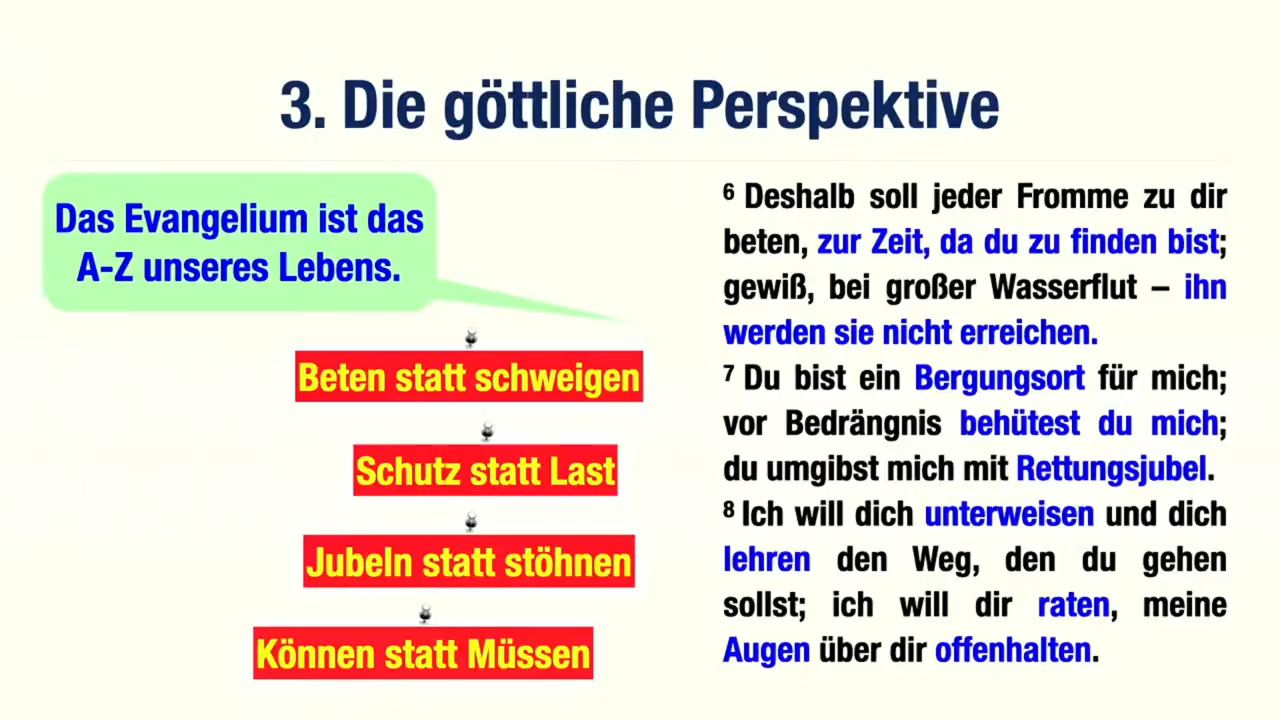 3. Die göttliche Perspektive
Das Evangelium ist das
A-Z unseres Lebens.
Beten statt schweigen
Schutz statt Last
Jubeln statt stöhnen
Können statt Müssen
6 Deshalb soll jeder Fromme zu dir
beten, zur Zeit, da du zu finden bist;
gewiß, bei großer Wasserflut – ihn
werden sie nicht erreichen.
7 Du bist ein Bergungsort für mich;
vor Bedrängnis behütest du mich;
du umgibst mich mit Rettungsjubel.
8 Ich will dich unterweisen und dich
lehren den Weg, den du gehen
sollst; ich will dir raten, meine
Augen über dir offenhalten.